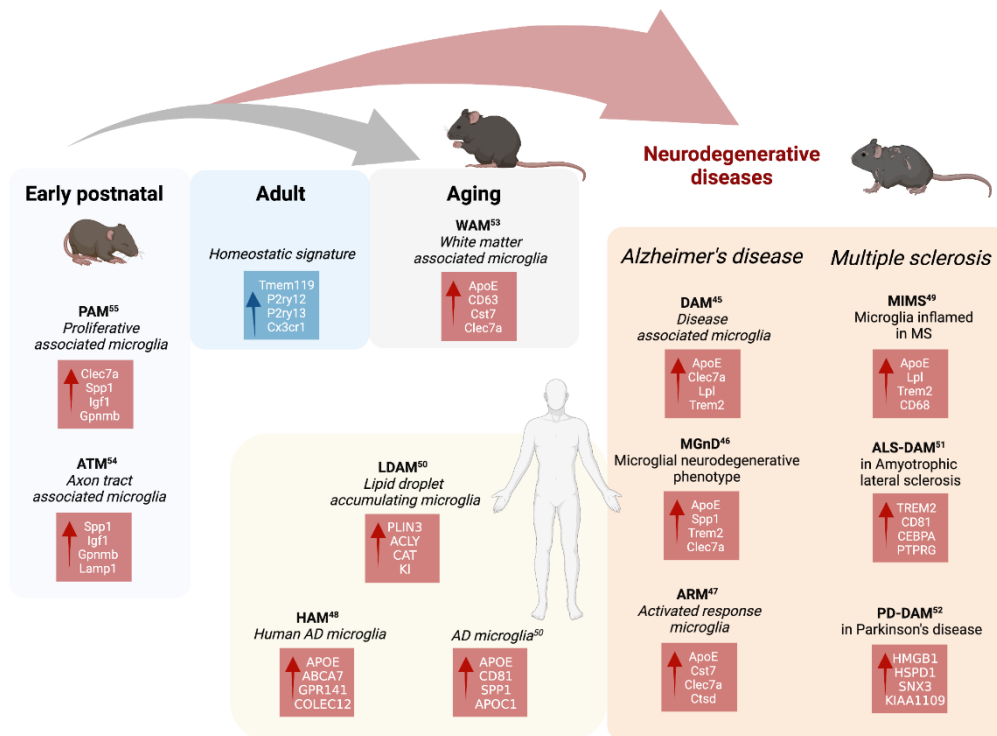 Early postnatal
PAM55
Proliferative
associated microglia
Clec7a
Spp1
Igf1
Gpnmb
ATM54
Axon tract
associated microglia
Spp1
Igf1
Gpnmb
Lamp1
Adult
Homeostatic signature
Tmem119
P2ry12
P2ry13
Cx3cr1
Aging
WAM53
White matter
associated microglia
ApoE
CD63
Cst7
Clec7a
LDAM50
Lipid droplet
accumulating microglia
PLIN3
ACLY
CAT
KI
HAM48
Human AD microglia
APOE
ABCA7
GPR141
COLEC12
AD microglia50
APOE
CD81
SPP1
APOC1
Neurodegenerative
diseases
Alzheimer's disease
DAM45
Disease
associated microglia
ApoE
Clec7a
Lpl
Trem2
MGnD46
Microglial neurodegenerative
phenotype
ApoE
Spp1
Trem2
Clec7a
ARM47
Activated response
microglia
ApoE
Cst7
Clec7a
Ctsd
Multiple sclerosis
MIMS49
Microglia inflamed
in MS
ApoE
Lpl
Trem2
CD68
ALS-DAM51
in Amyotrophic
lateral sclerosis
TREM2
CD81
CEBPA
PTPRG
PD-DAM52
in Parkinson's disease
HMGB1
HSPD1
SNX3
KIAA1109